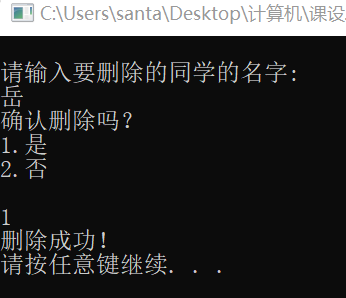 C:\Users\santa\Desktop\计算机\课设
请输入要删除的同学的名字:
岳
确认删除吗?
1.是
2.否
1
删除成功!
请按任意键继续. . .